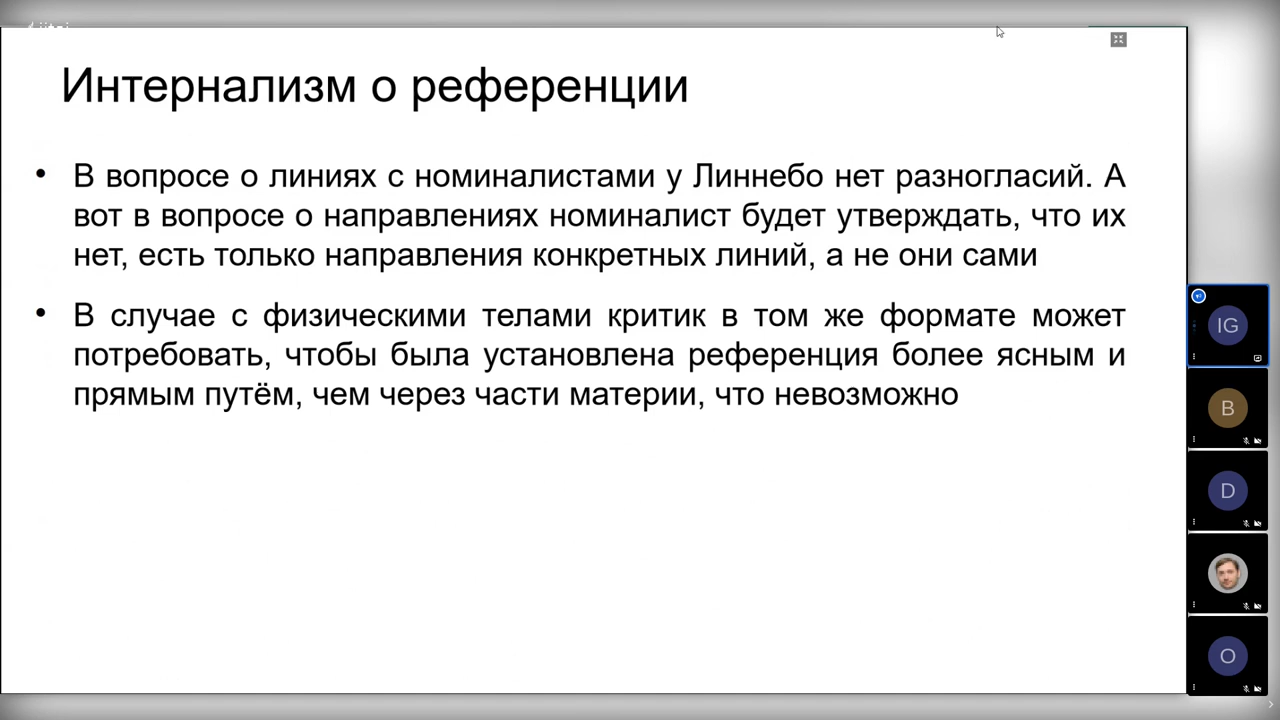 Интернализм о референции
• В вопросе о линиях с номиналистами у Линнебо нет разногласий. А
вот в вопросе о направлениях номиналист будет утверждать, что их
нет, есть только направления конкретных линий, а не они сами
• В случае с физическими телами критик в том же формате может
потребовать, чтобы была установлена референция более ясным и
прямым путём, чем через части материи, что невозможно
IG
B
D
O